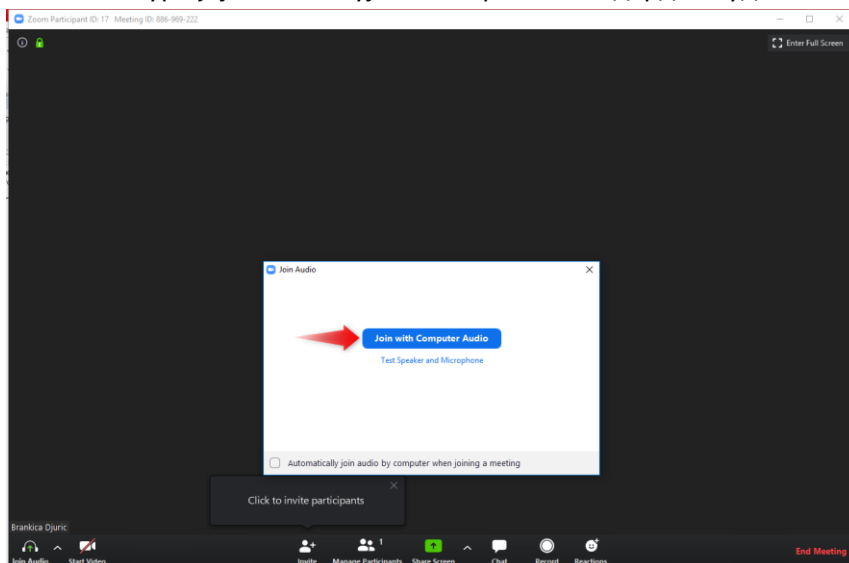 Zoom Participant ID: 17 Meeting ID: 886-969-222
Enter Full Screen
Join Audio
Join with Computer Audio
Test Speaker and Microphone
Automatically join audio by computer when joining a meeting
Click to invite participants
Brankica Djuric
1
Join Audio Start Video Invite Manage Participants Share Screen Chat Record Reactions End Meeting